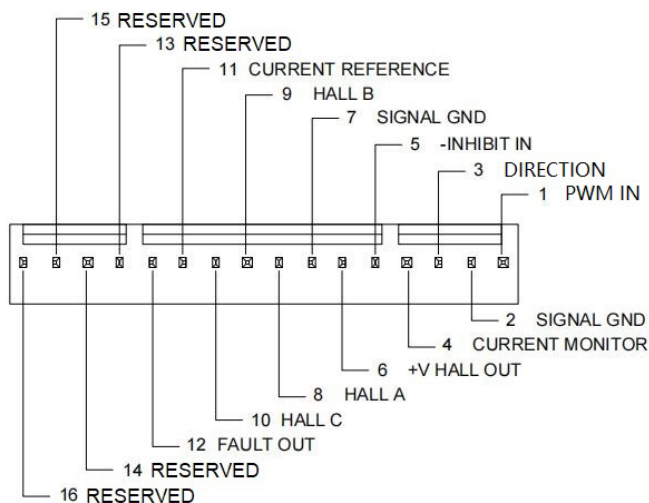 15 RESERVED
13 RESERVED
11 CURRENT REFERENCE
9 HALL B
7 SIGNAL GND
5 -INHIBIT IN
3 DIRECTION
1 PWM IN
2 SIGNAL GND
4 CURRENT MONITOR
6 +V HALL OUT
8 HALL A
10 HALL C
12 FAULT OUT
14 RESERVED
16 RESERVED